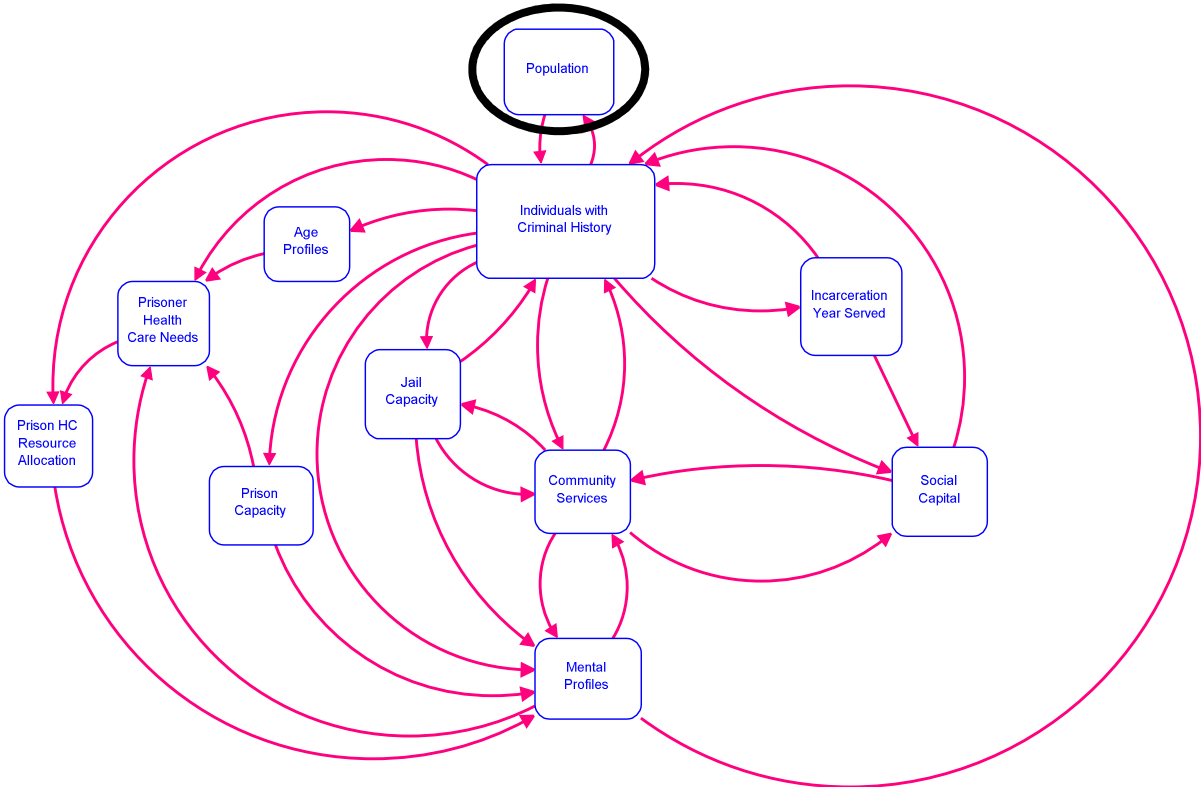 Population
Individuals with
Criminal History
Age
Profiles
Incarceration
Year Served
Prisoner
Health
Care Needs
Jail
Capacity
Prison HC
Resource
Allocation
Prison
Capacity
Community
Services
Social
Capital
Mental
Profiles